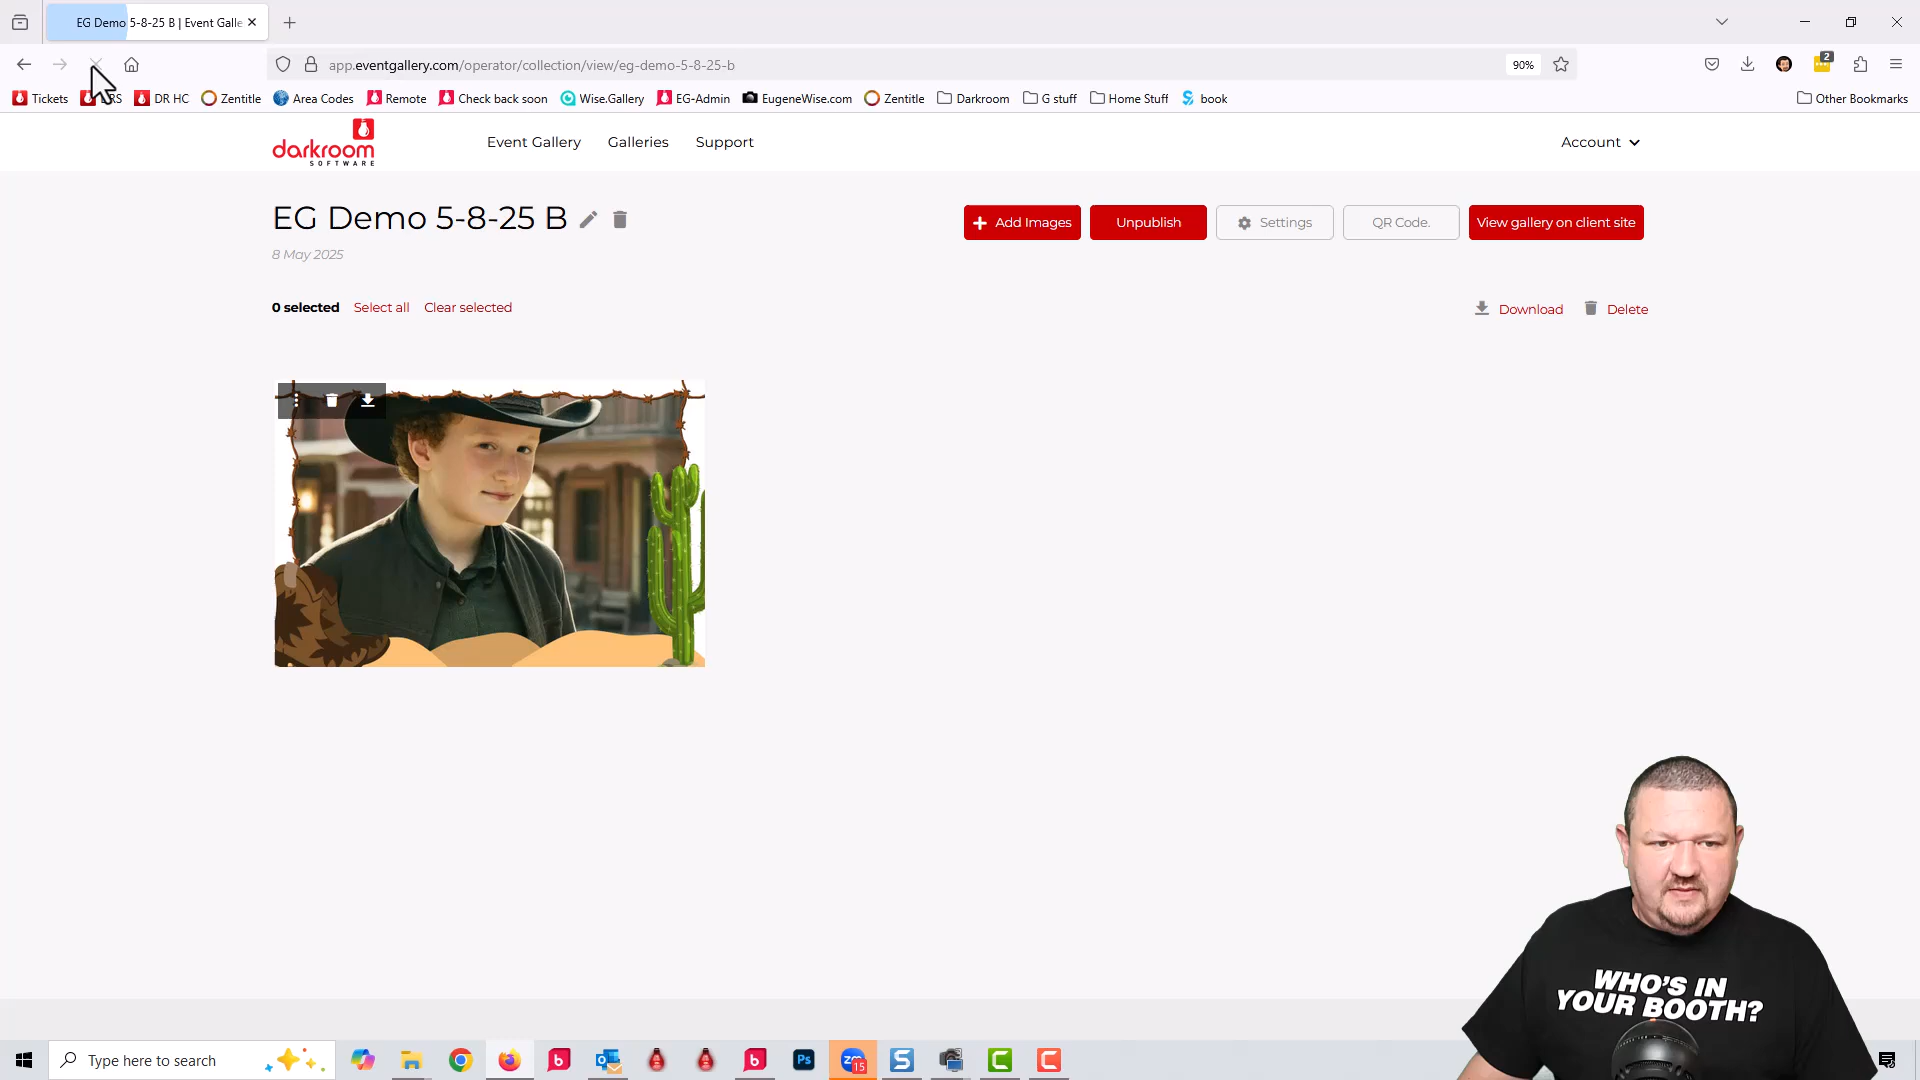 EG Demo 5-8-25 B | Event Galle
app.eventgallery.com/operator/collection/view/eg-demo-5-8-25-b
90%
2
Tickets
DR HC
Zentitle
Area Codes
Remote
Check back soon
Wise.Gallery
EG-Admin
EugeneWise.com
Zentitle
Darkroom
G stuff
Home Stuff
book
Other Bookmarks
darkroom
SOFTWARE
Event Gallery
Galleries
Support
Account
EG Demo 5-8-25 B
8 May 2025
Add Images
Unpublish
Settings
QR Code.
View gallery on client site
0 selected
Select all
Clear selected
Download
Delete
WHO'S IN
YOUR BOOTH?
Type here to search
Ps
zm
15